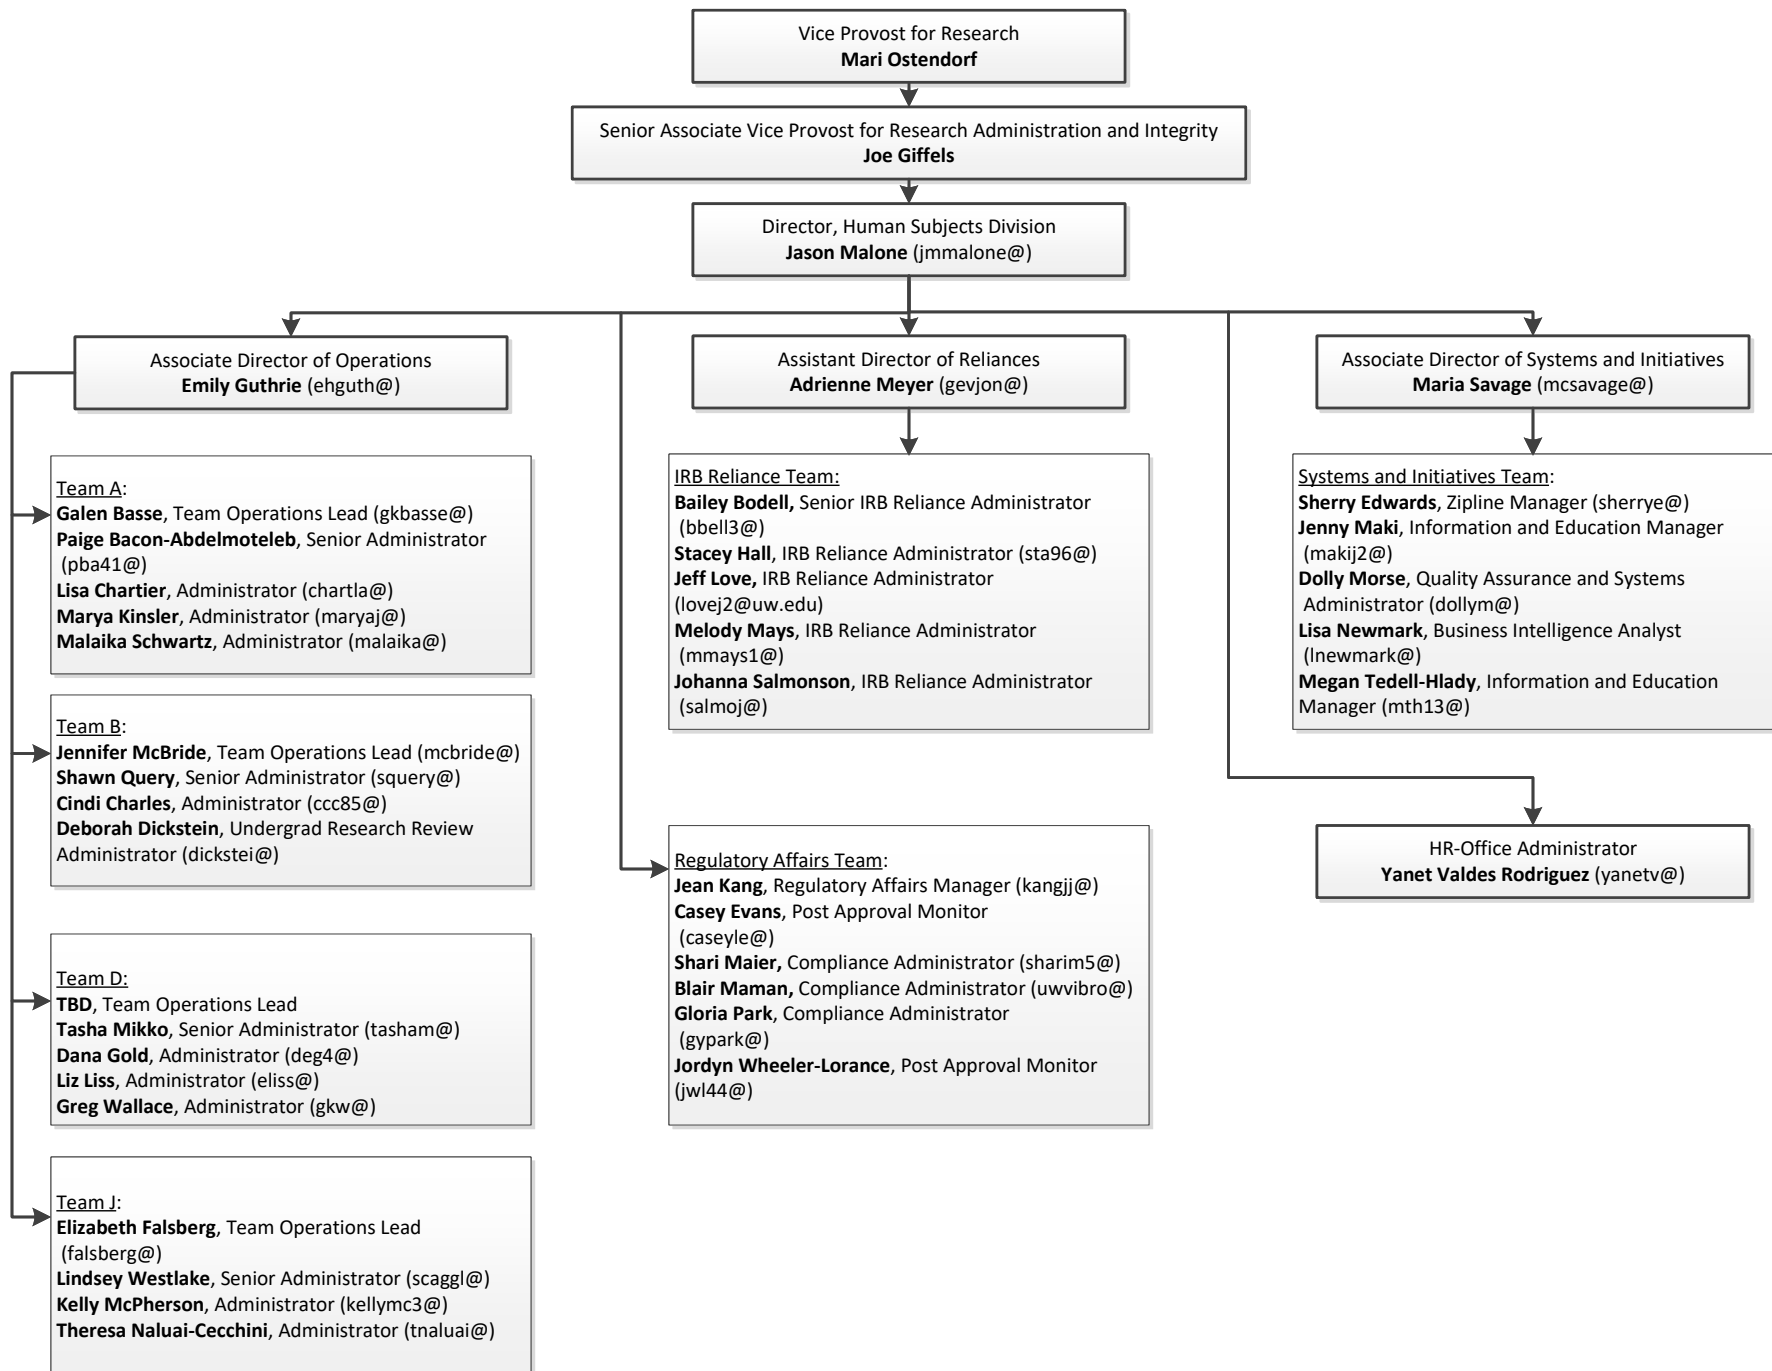 Vice Provost for Research
Mari Ostendorf
Senior Associate Vice Provost for Research Administration and Integrity
Joe Giffels
Director, Human Subjects Division
Jason Malone (jmmalone@)
Associate Director of Operations
Emily Guthrie (ehguth@)
Assistant Director of Reliances
Adrienne Meyer (gevjon@)
Associate Director of Systems and Initiatives
Maria Savage (mcsavage@)
Team A:
Galen Basse, Team Operations Lead (gkbasse@)
Paige Bacon-Abdelmoteleb, Senior Administrator
(pba41@)
Lisa Chartier, Administrator (chartla@)
Marya Kinsler, Administrator (maryaj@)
Malaika Schwartz, Administrator (malaika@)
IRB Reliance Team:
Bailey Bodell, Senior IRB Reliance Administrator
(bbell3@)
Stacey Hall, IRB Reliance Administrator (sta96@)
Jeff Love, IRB Reliance Administrator
(lovej2@uw.edu)
Melody Mays, IRB Reliance Administrator
(mmays1@)
Johanna Salmonson, IRB Reliance Administrator
(salmoj@)
Systems and Initiatives Team:
Sherry Edwards, Zipline Manager (sherrye@)
Jenny Maki, Information and Education Manager
(makij2@)
Dolly Morse, Quality Assurance and Systems
Administrator (dollym@)
Lisa Newmark, Business Intelligence Analyst
(lnewmark@)
Megan Tedell-Hlady, Information and Education
Manager (mth13@)
Team B:
Jennifer McBride, Team Operations Lead (mcbride@)
Shawn Query, Senior Administrator (squery@)
Cindi Charles, Administrator (ccc85@)
Deborah Dickstein, Undergrad Research Review
Administrator (dickstei@)
Regulatory Affairs Team:
Jean Kang, Regulatory Affairs Manager (kangjj@)
Casey Evans, Post Approval Monitor
(caseyle@)
Shari Maier, Compliance Administrator (sharim5@)
Blair Maman, Compliance Administrator (uwvibro@)
Gloria Park, Compliance Administrator
(gypark@)
Jordyn Wheeler-Lorance, Post Approval Monitor
(jwl44@)
HR-Office Administrator
Yanet Valdes Rodriguez (yanetv@)
Team D:
TBD, Team Operations Lead
Tasha Mikko, Senior Administrator (tasham@)
Dana Gold, Administrator (deg4@)
Liz Liss, Administrator (eliss@)
Greg Wallace, Administrator (gkw@)
Team J:
Elizabeth Falsberg, Team Operations Lead
(falsberg@)
Lindsey Westlake, Senior Administrator (scaggl@)
Kelly McPherson, Administrator (kellymc3@)
Theresa Naluai-Cecchini, Administrator (tnaluai@)